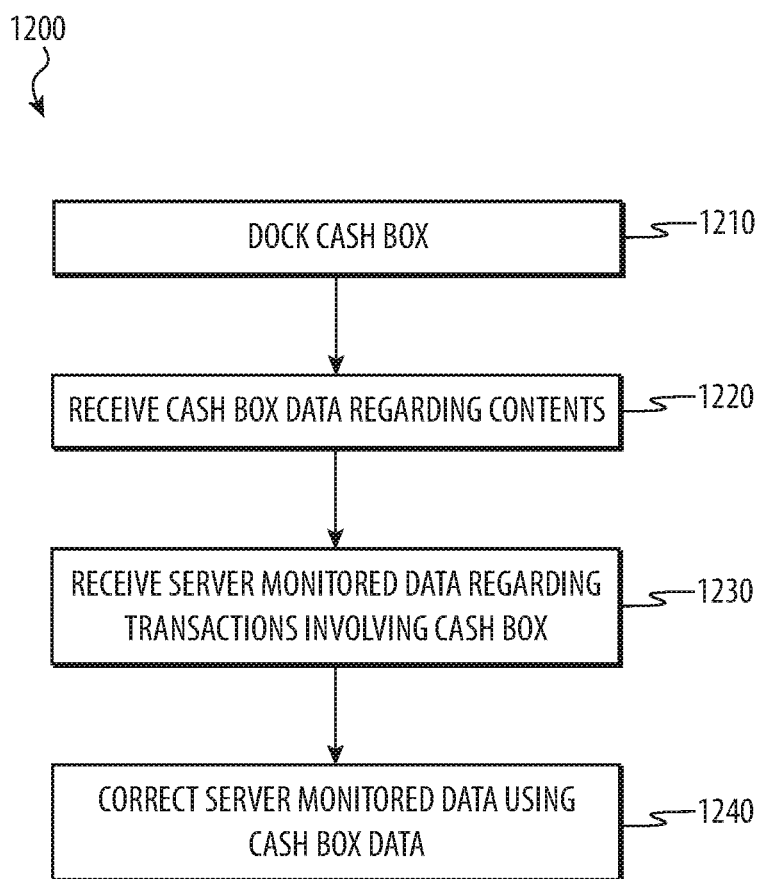 1200
DOCK CASH BOX
1210
RECEIVE CASH BOX DATA REGARDING CONTENTS
1220
RECEIVE SERVER MONITORED DATA REGARDING
TRANSACTIONS INVOLVING CASH BOX
1230
CORRECT SERVER MONITORED DATA USING
CASH BOX DATA
1240